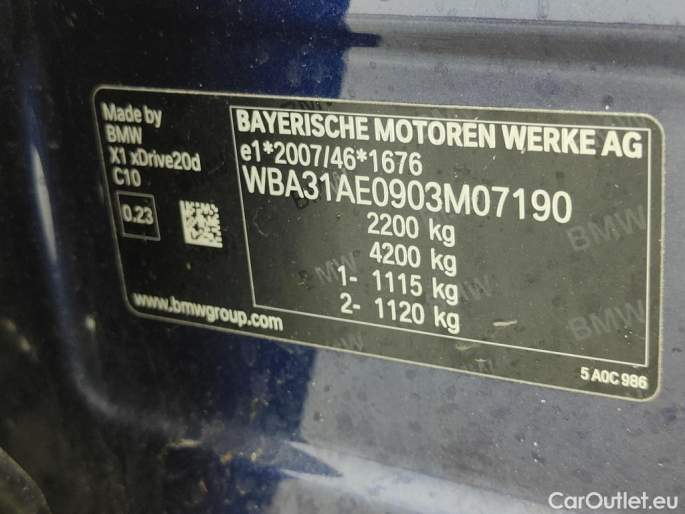 Made by
BMW
X1 xDrive20d
C10
0.23
www.bmwgroup.com
BAYERISCHE MOTOREN WERKE AG
e1*2007/46*1676
WBA31AE0903M07190
2200 kg
4200 kg
1- 1115 kg
2- 1120 kg
BMW
BMW
5 A0C 986
CarOutlet.eu